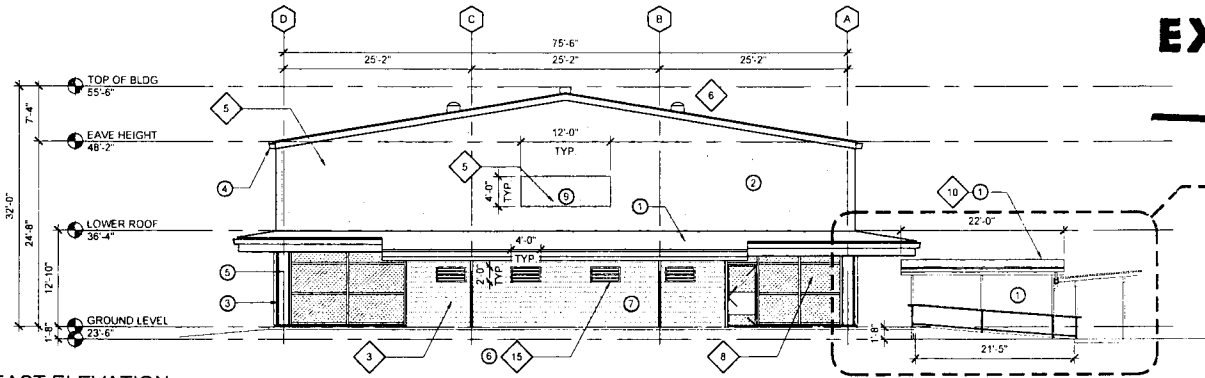 D C B A
EX
75'-6"
25'-2" 25'-2" 25'-2"
TOP OF BLDG
55'-6"
7'-4"
5
6
EAVE HEIGHT
48'-2"
12'-0"
TYP.
5
4
4'-0"
TYP.
9
2
10 1
32'-0"
24'-8"
1
22'-0"
LOWER ROOF
36'-4"
4'-0"
TYP.
5
2'-0"
TYP.
12'-10"
3
7
1
GROUND LEVEL
23'-6"
1'-8"
1'-8"
3
6 15
8
21'-5"
EAST ELEVATION